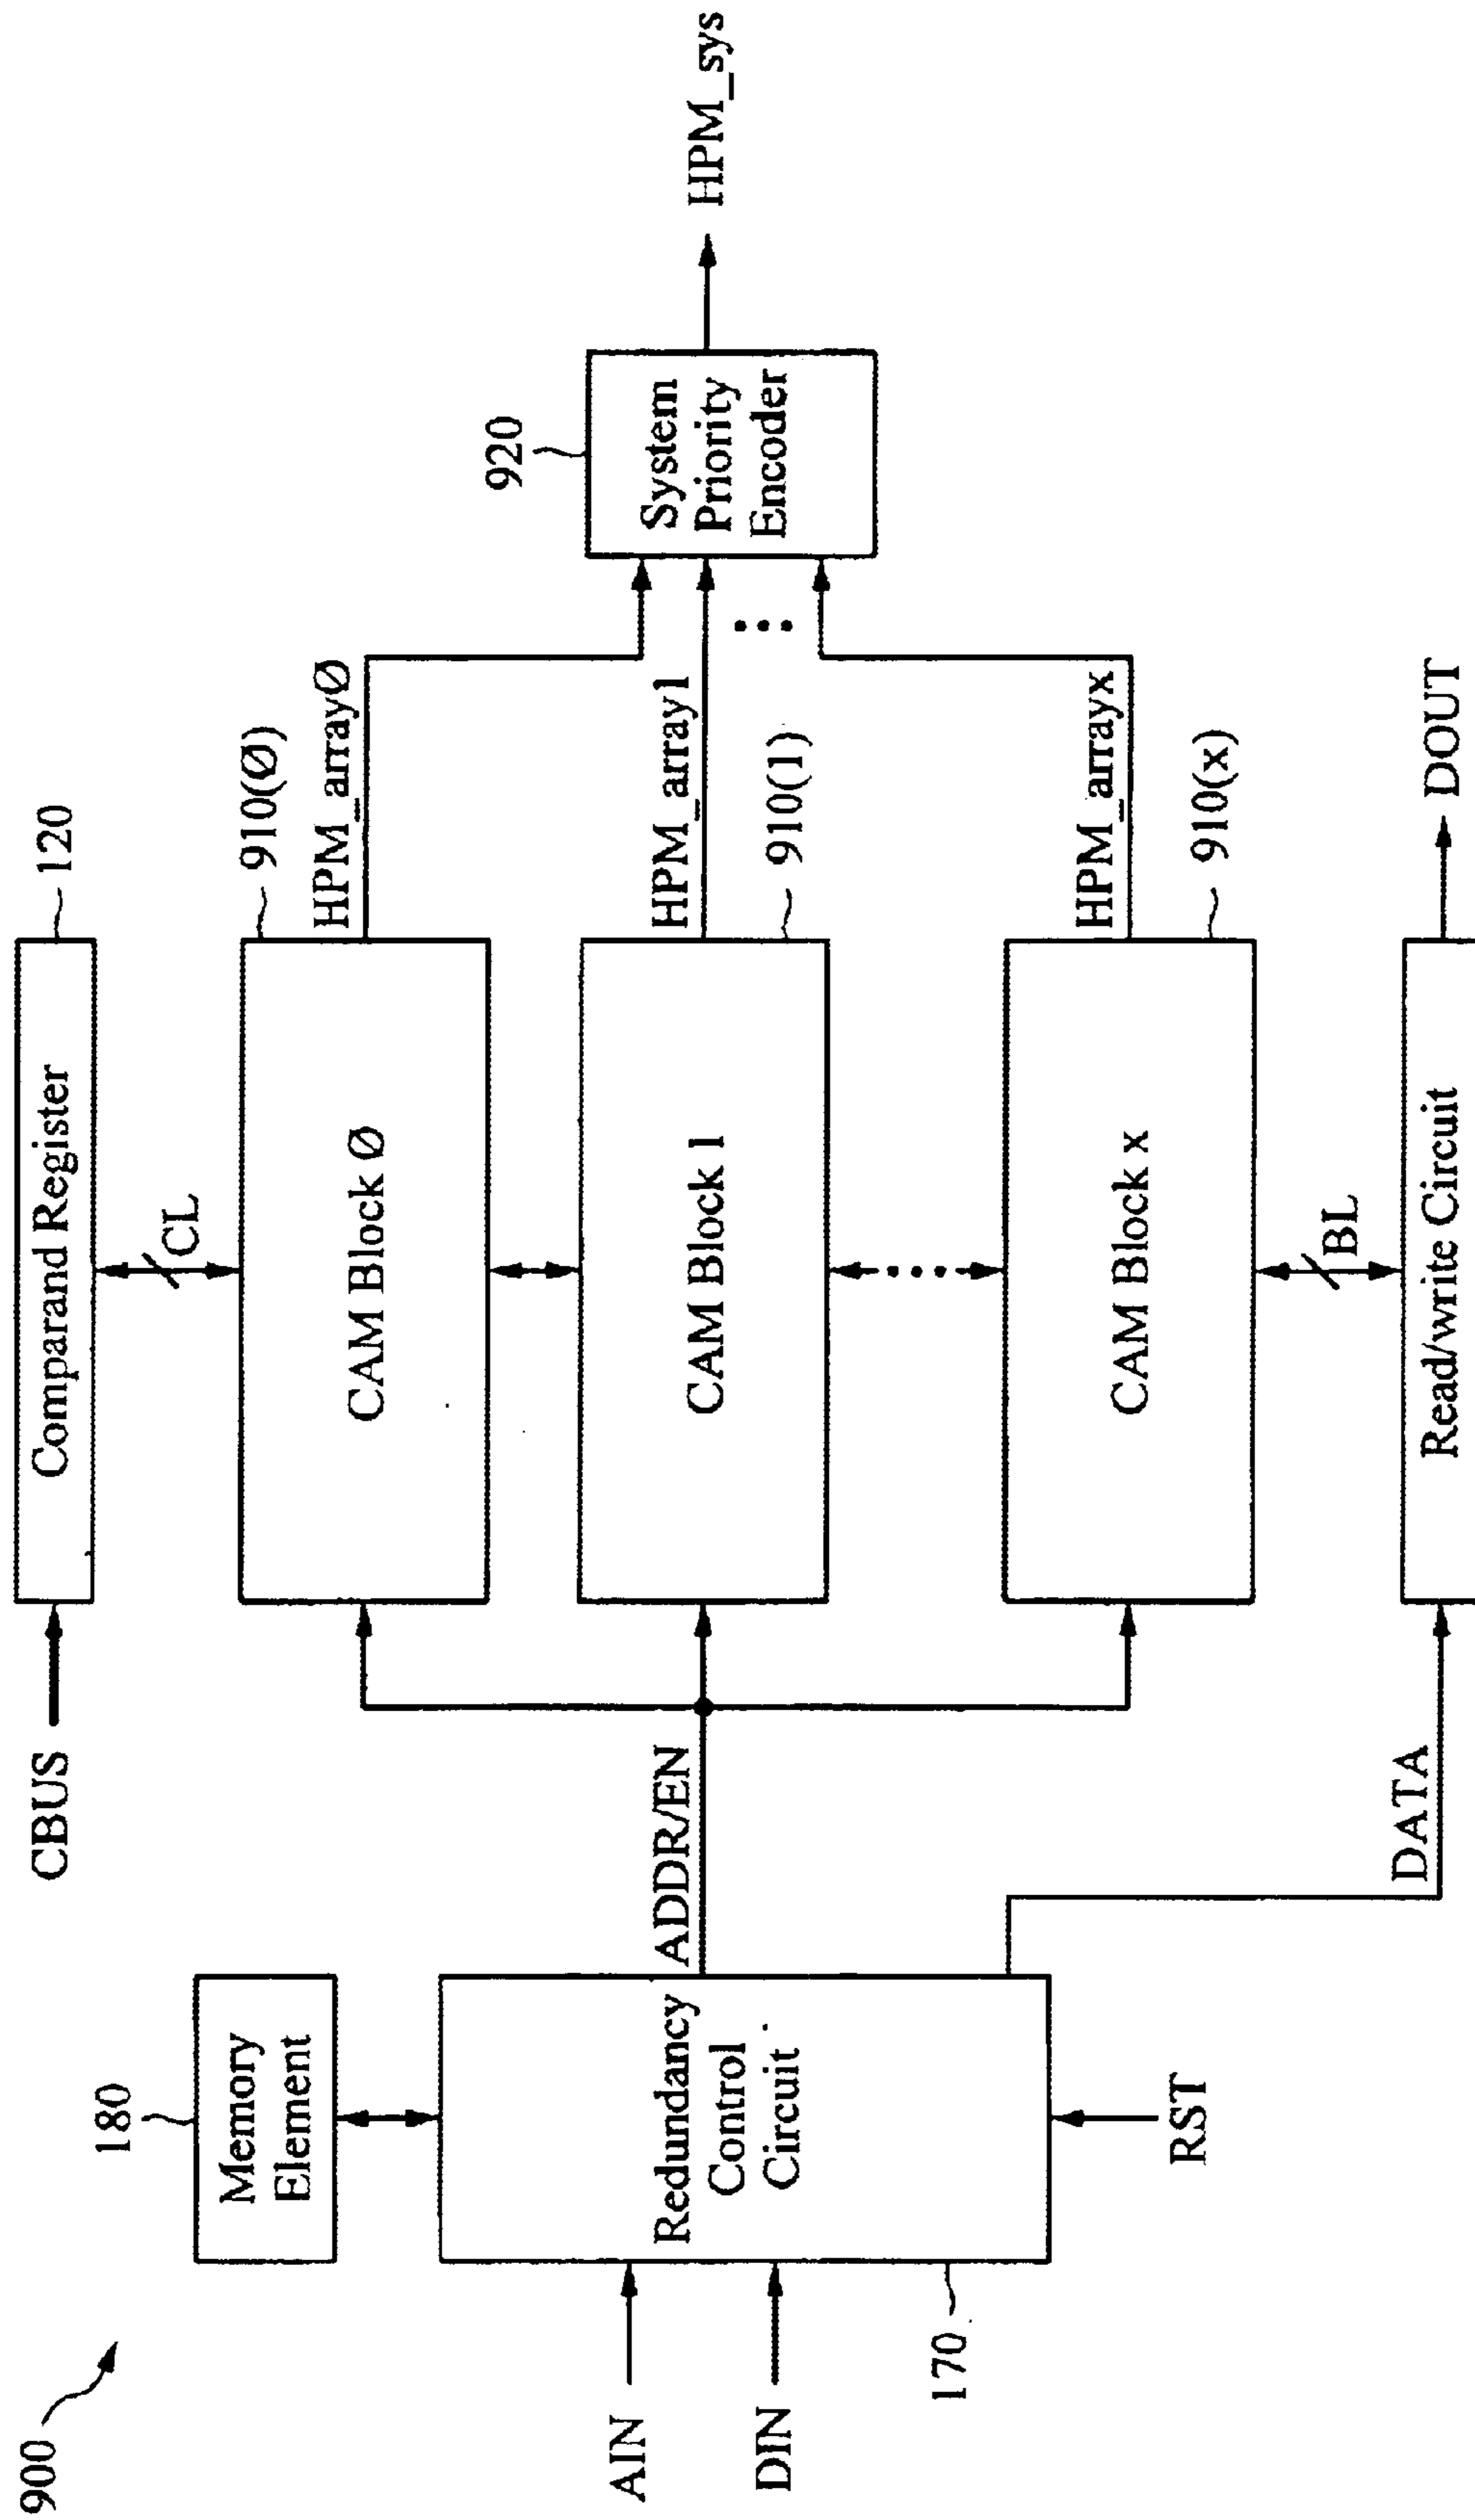 900
CBUS
Comparand Register
120
CL
180
Memory
Element
AIN
DIN
170
Redundancy
Control
Circuit
RST
ADDR/EN
DATA
CAM Block Ø
910(Ø)
HPM_arrayØ
CAM Block 1
HPM_array1
910(1)
CAM Block x
HPM_arrayx
910(x)
BL
Read/write Circuit
DOUT
920
System
Priority
Encoder
HPM_sys